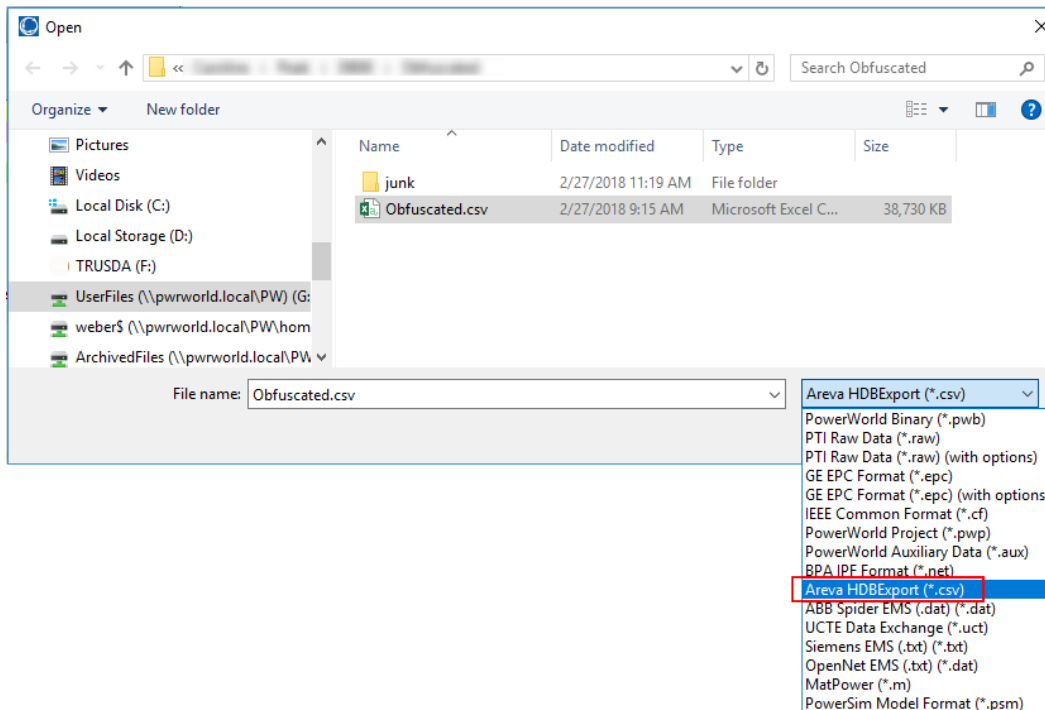 Open
«
Search Obfuscated
Organize
New folder
Pictures
Videos
Local Disk (C:)
Local Storage (D:)
TRUSDA (F:)
UserFiles (\\pwrworld.local\PW) (G:
weber$ (\\pwrworld.local\PW\hom
ArchivedFiles (\\pwrworld.local\PW
Name Date modified Type Size
junk 2/27/2018 11:19 AM File folder
Obfuscated.csv 2/27/2018 9:15 AM Microsoft Excel C... 38,730 KB
File name: Obfuscated.csv
Areva HDBExport (*.csv)
PowerWorld Binary (*.pwb)
PTI Raw Data (*.raw)
PTI Raw Data (*.raw) (with options)
GE EPC Format (*.epc)
GE EPC Format (*.epc) (with options
IEEE Common Format (*.cf)
PowerWorld Project (*.pwp)
PowerWorld Auxiliary Data (*.aux)
BPA IPF Format (*.net)
Areva HDBExport (*.csv)
ABB Spider EMS (.dat) (*.dat)
UCTE Data Exchange (*.uct)
Siemens EMS (.txt) (*.txt)
OpenNet EMS (.txt) (*.dat)
MatPower (*.m)
PowerSim Model Format (*.psm)